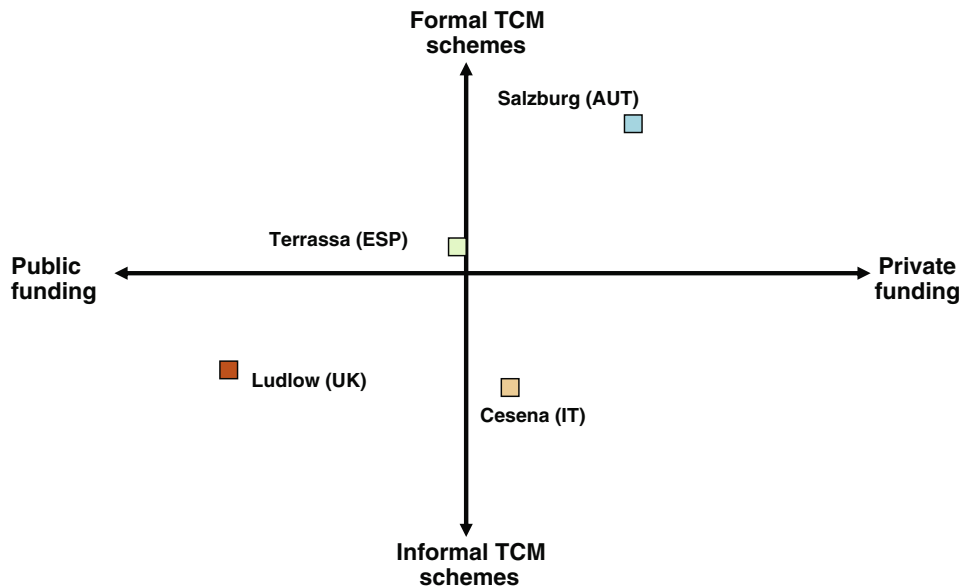 Formal TCM
schemes
Salzburg (AUT)
Terrassa (ESP)
Public
funding
Private
funding
Ludlow (UK)
Cesena (IT)
Informal TCM
schemes